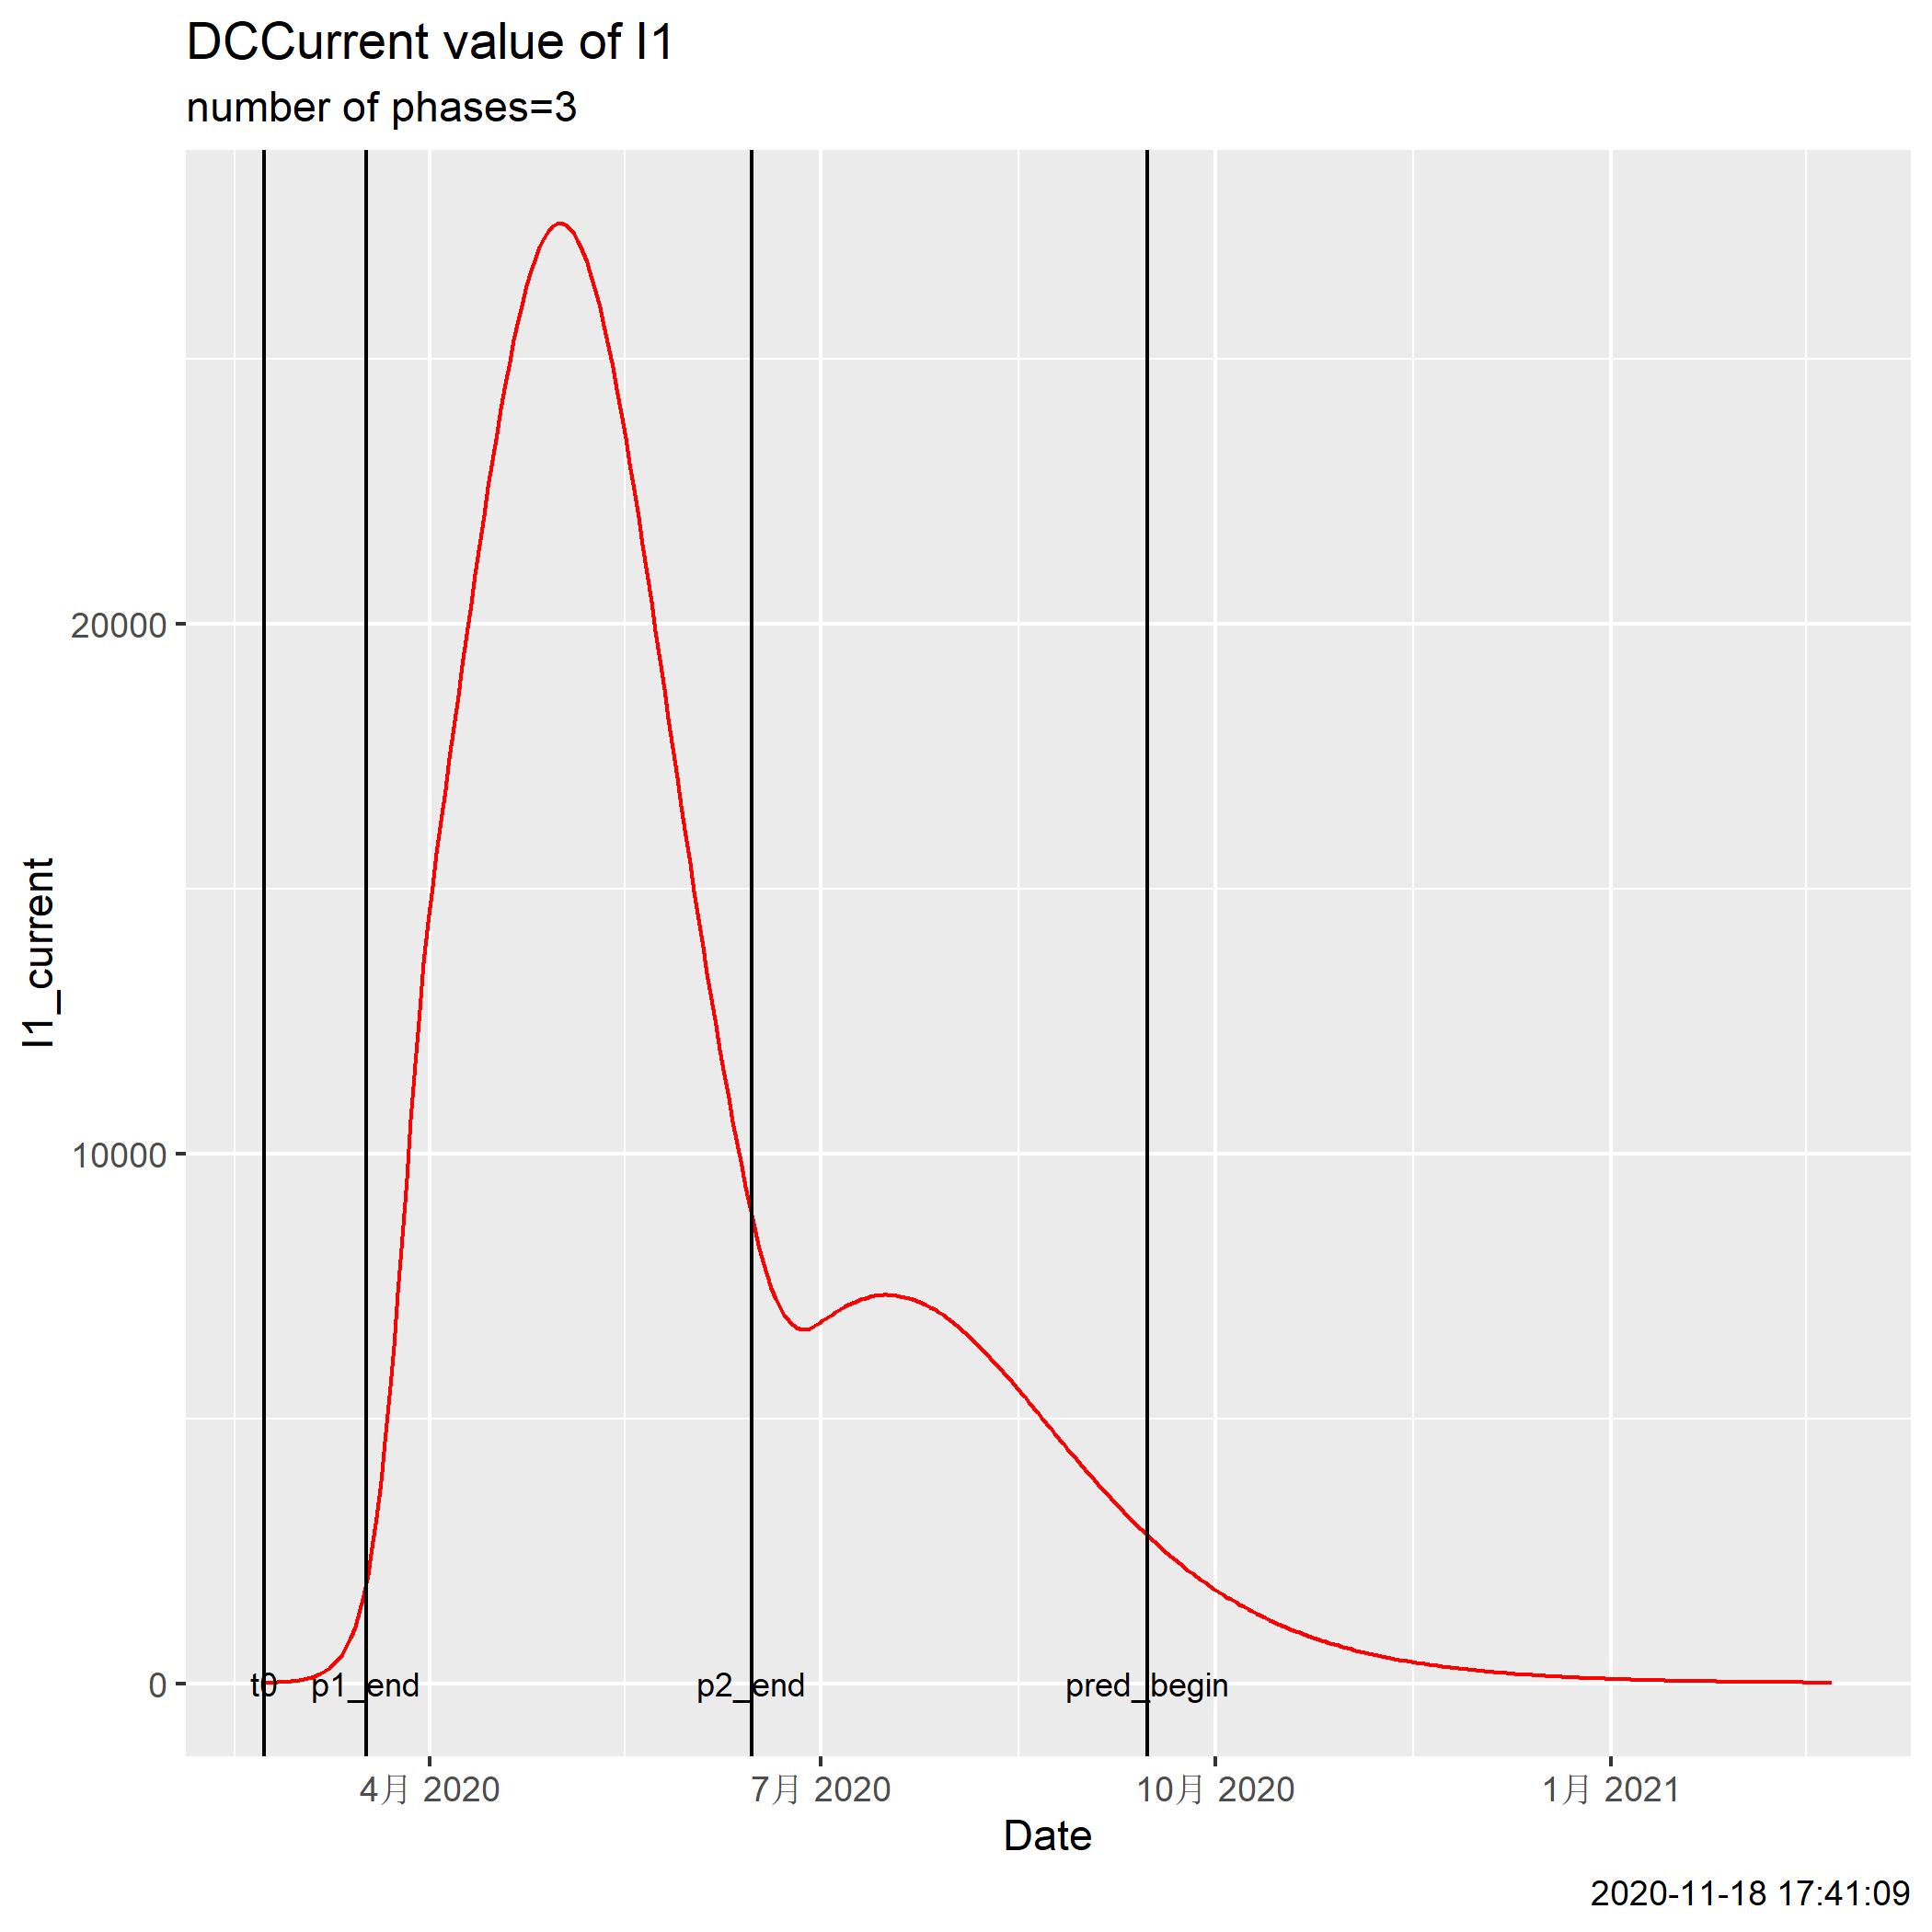 DCCurrent value of I1
number of phases=3
I1_current
20000
10000
0
t0
p1_end
p2_end
pred_begin
4月 2020
7月 2020
10月 2020
1月 2021
Date
2020-11-18 17:41:09